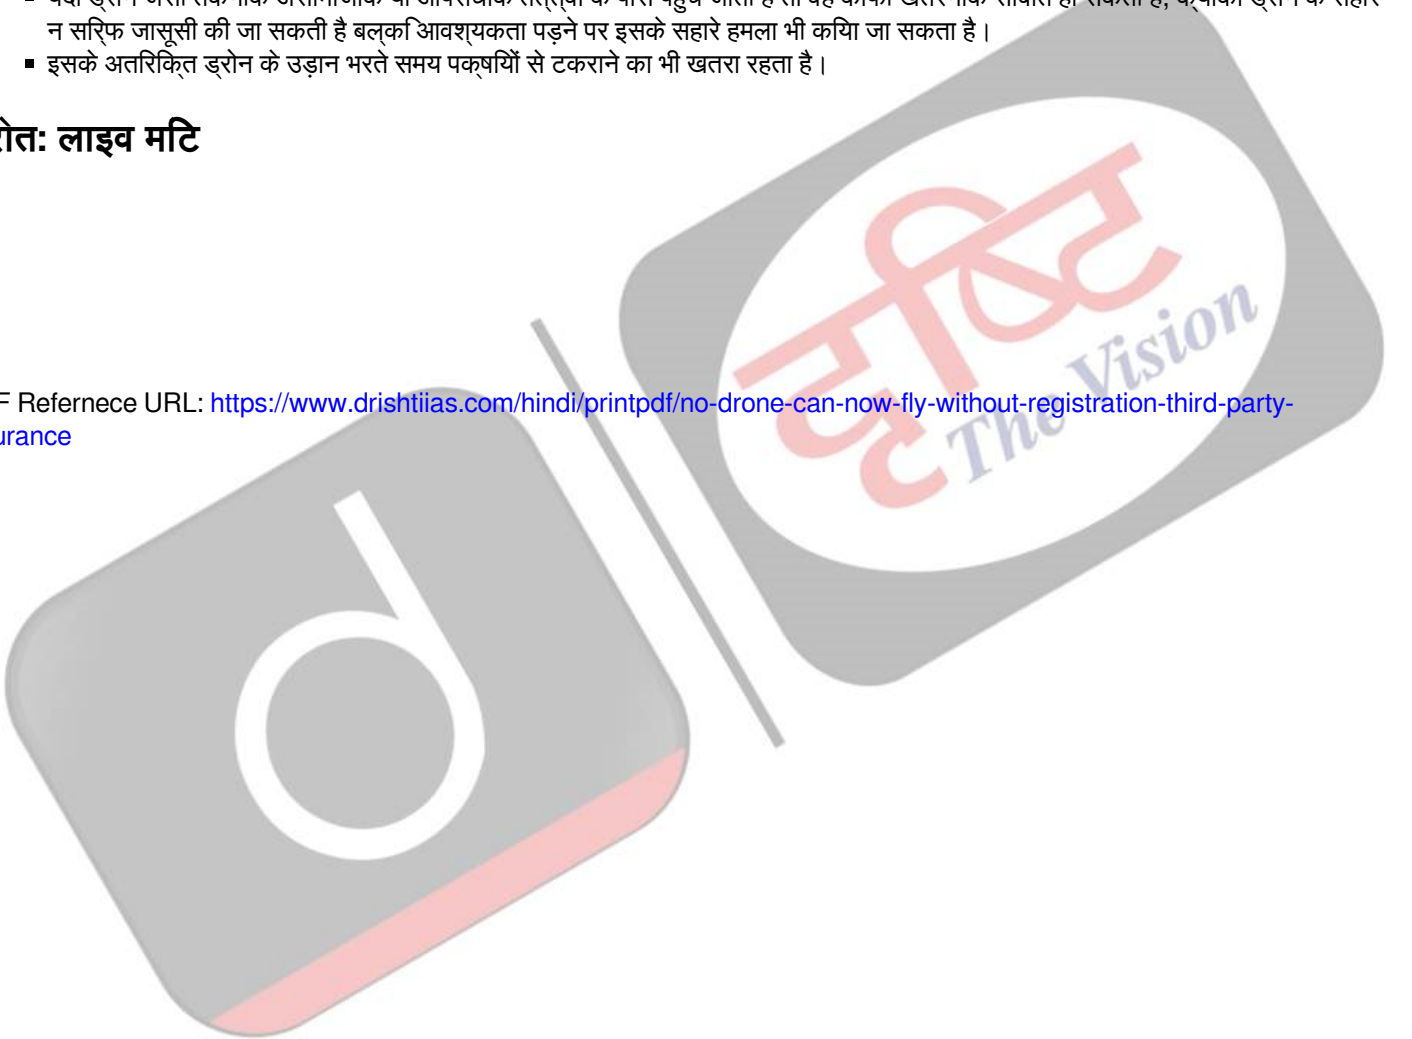 न सिर्फ जासूसी की जा सकती है बल्कि आवश्यकता पड़ने पर इसके सहारे हमला भी किया जा सकता है।
▪ इसके अतिरिक्त ड्रोन के उड़ान भरते समय पक्षियों से टकराने का भी खतरा रहता है।
रोत: लाइव मिंट
दृष्टि
The Vision
F Refernece URL: https://www.drishtiias.com/hindi/printpdf/no-drone-can-now-fly-without-registration-third-party-
urance
d